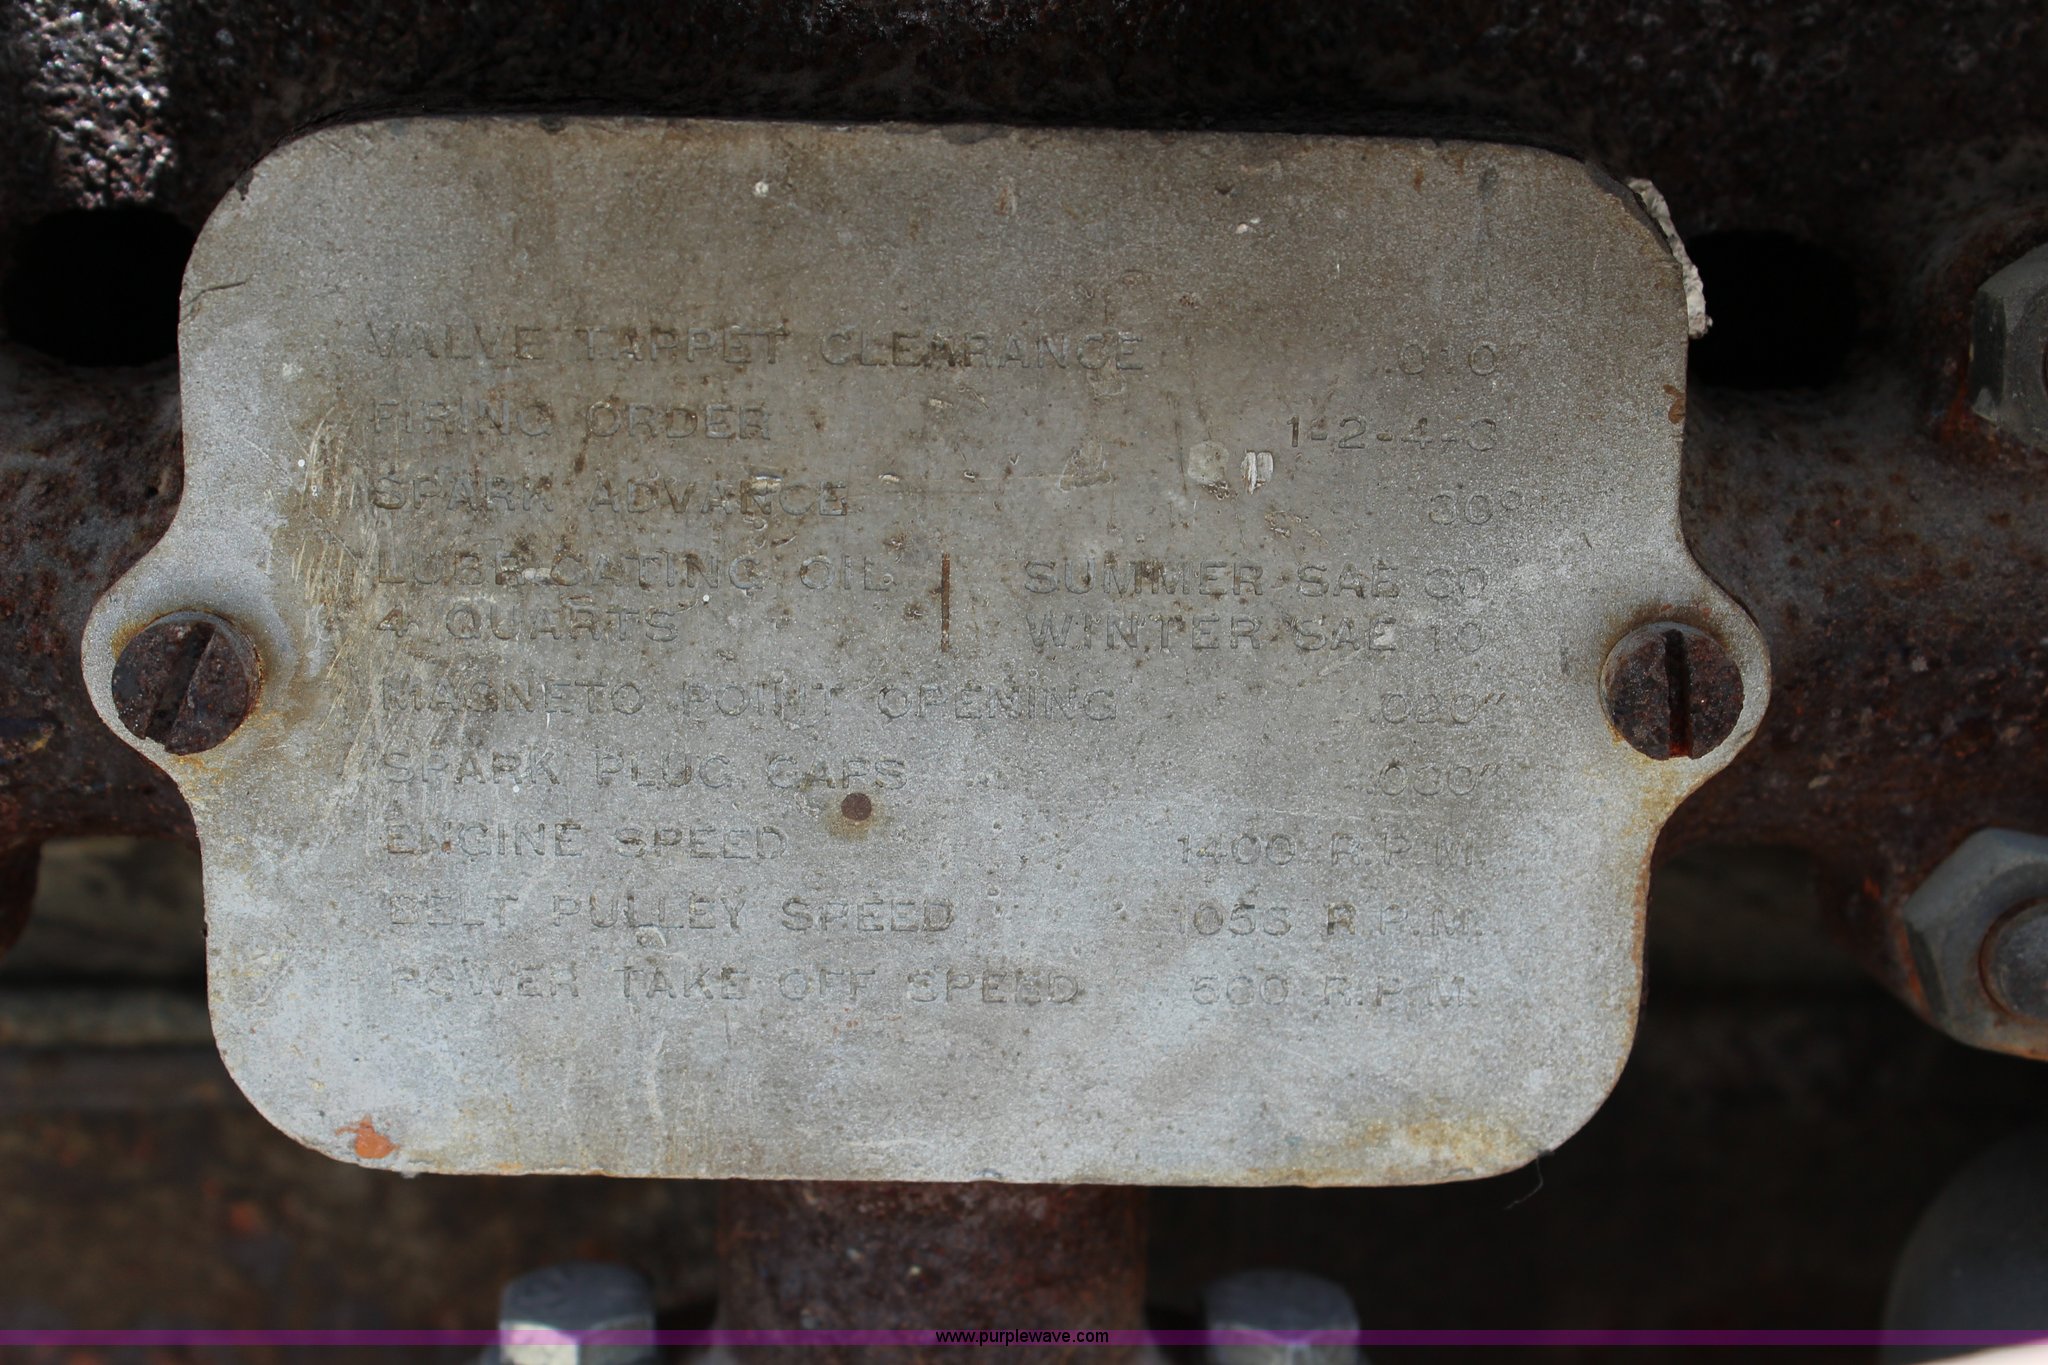 VALVE TAPPET CLEARANCE .010"
FIRING ORDER 1-2-4-3
SPARK ADVANCE 30°
LUBRICATING OIL SUMMER SAE 30
4 QUARTS WINTER SAE 10
MAGNETO POINT OPENING .020"
SPARK PLUG GAPS .030"
ENGINE SPEED 1400 R.P.M.
BELT PULLEY SPEED 1053 R.P.M.
POWER TAKE OFF SPEED 560 R.P.M.
www.purplewave.com